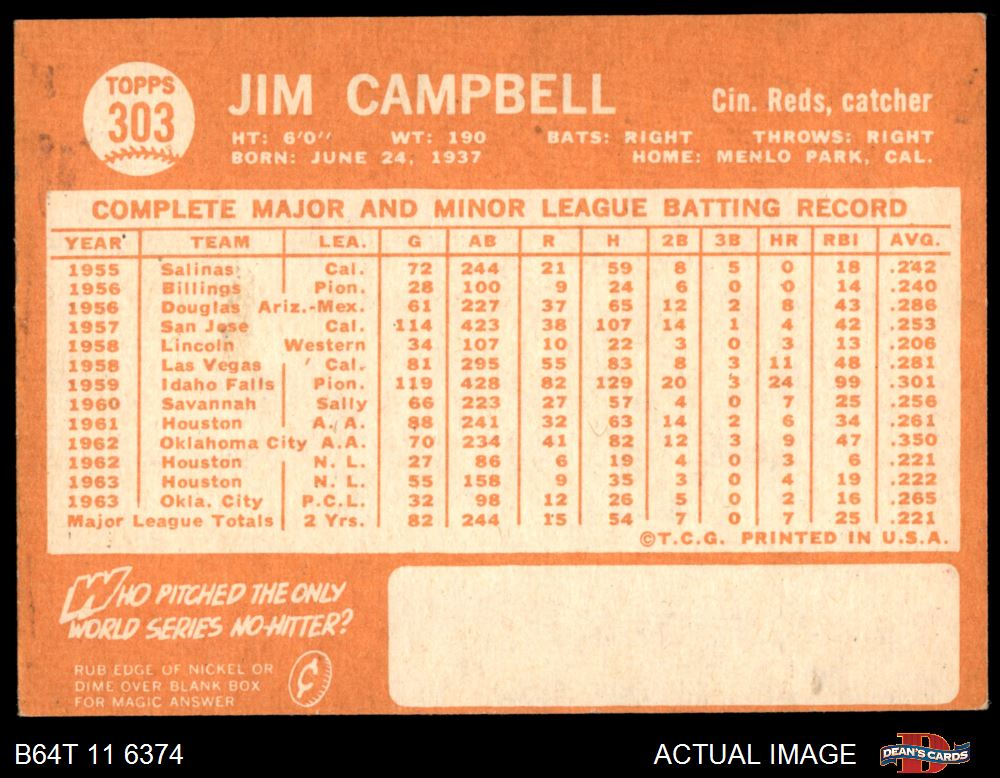 TOPPS
303
JIM CAMPBELL
Cin. Reds, catcher
HT: 6'0" WT: 190 BATS: RIGHT THROWS: RIGHT
BORN: JUNE 24, 1937 HOME: MENLO PARK, CAL.
COMPLETE MAJOR AND MINOR LEAGUE BATTING RECORD
YEAR TEAM LEA. G AB R H 2B 3B HR RBI AVG.
1955 Salinas Cal. 72 244 21 59 8 5 0 18 .242
1956 Billings Pion. 28 100 9 24 6 0 0 14 .240
1956 Douglas Ariz.-Mex. 61 227 37 65 12 2 8 43 .286
1957 San Jose Cal. 114 423 38 107 14 1 4 42 .253
1958 Lincoln Western 34 107 10 22 3 0 3 13 .206
1958 Las Vegas Cal. 81 295 55 83 8 3 11 48 .281
1959 Idaho Falls Pion. 119 428 82 129 20 3 24 99 .301
1960 Savannah Sally 66 223 27 57 4 0 7 25 .256
1961 Houston A.A. 88 241 32 63 14 2 6 34 .261
1962 Oklahoma City A.A. 70 234 41 82 12 3 9 47 .350
1962 Houston N. L. 27 86 6 19 4 0 3 6 .221
1963 Houston N. L. 55 158 9 35 3 0 4 19 .222
1963 Okla. City P.C.L. 32 98 12 26 5 0 2 16 .265
Major League Totals 2 Yrs. 82 244 15 54 7 0 7 25 .221
©T.C.G. PRINTED IN U.S.A.
WHO PITCHED THE ONLY
WORLD SERIES NO-HITTER?
RUB EDGE OF NICKEL OR
DIME OVER BLANK BOX
FOR MAGIC ANSWER
B64T 11 6374
ACTUAL IMAGE
DEAN'S CARDS